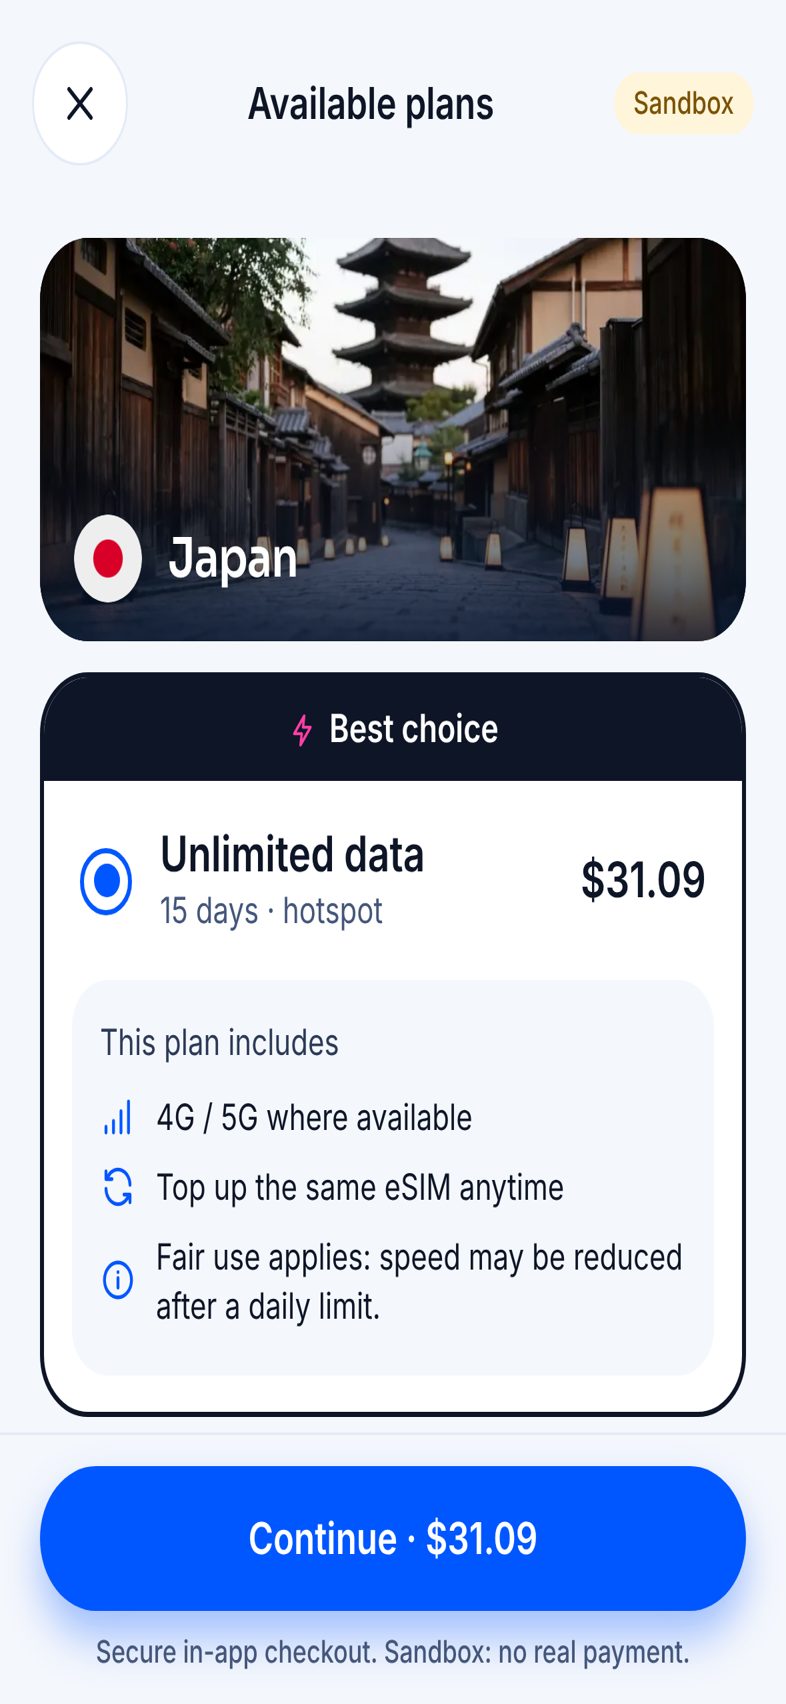 Available plans
Sandbox
Japan
Best choice
Unlimited data
15 days · hotspot
$31.09
This plan includes
4G / 5G where available
Top up the same eSIM anytime
Fair use applies: speed may be reduced
after a daily limit.
Continue · $31.09
Secure in-app checkout. Sandbox: no real payment.